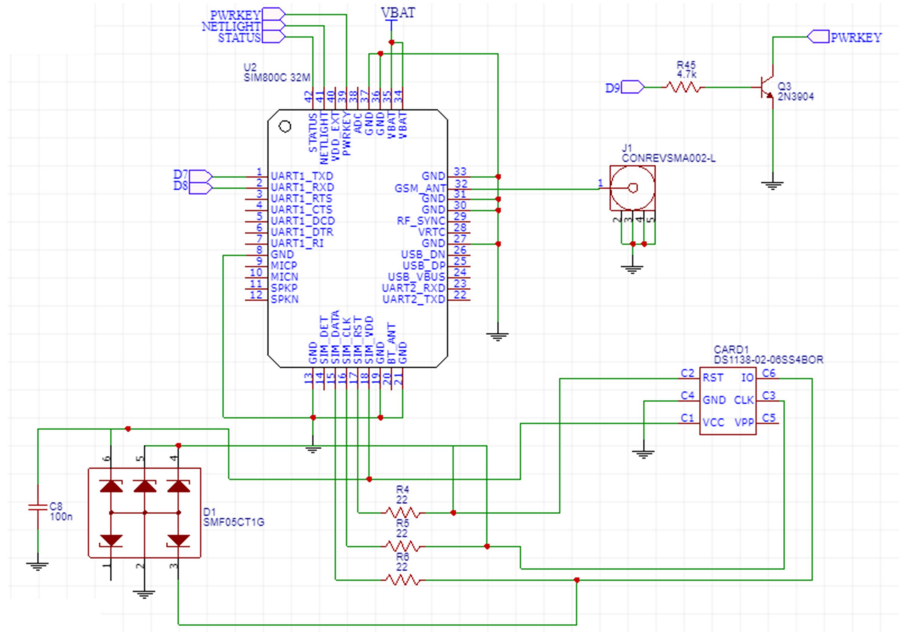 PWRKEY
NETLIGHT
STATUS
VBAT
PWRKEY
U2
SIM800C 32M
R45
4.7k
D9
Q3
2N3904
42 41 40 39 38 37 36 35 34
STATUS
NETLIGHT
VDD_EXT
PWRKEY
ADC
GND
GND
VBAT
VBAT
J1
CONREVSMA002-L
1
2 3 4 5
D7
D8
1 UART1_TXD
2 UART1_RXD
3 UART1_RTS
4 UART1_CTS
5 UART1_DCD
6 UART1_DTR
7 UART1_RI
8 GND
9 MICP
10 MICN
11 SPKP
12 SPKN
GND 33
GSM_ANT 32
GND 31
GND 30
RF_SYNC 29
VRTC 28
GND 27
USB_DN 26
USB_DP 25
USB_VBUS 24
UART2_RXD 23
UART2_TXD 22
GND
SIM_DET
SIM_DATA
SIM_CLK
SIM_RST
SIM_VDD
GND
BT_ANT
GND
13 14 15 16 17 18 19 20 21
CARD1
DS1138-02-06SS4BOR
C2 RST IO C6
C4 GND CLK C3
C1 VCC VPP C5
6 5 4
C8
100n
D1
SMF05CT1G
1 2 3
R4
22
R5
22
R6
22